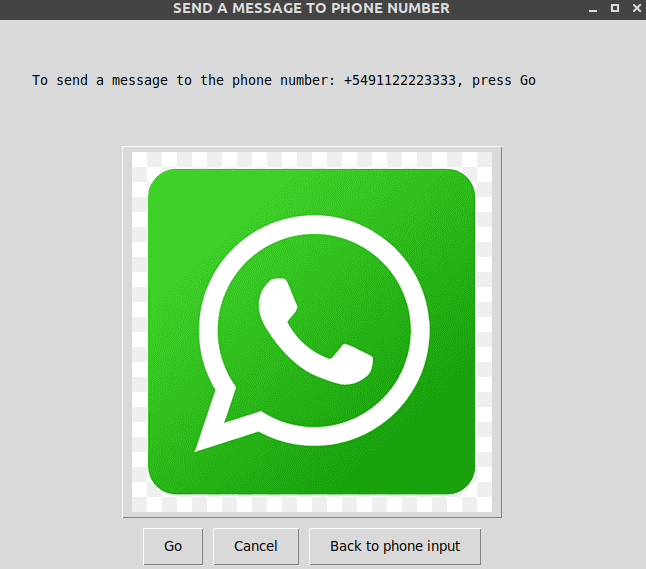 SEND A MESSAGE TO PHONE NUMBER
To send a message to the phone number: +5491122223333, press Go
Go Cancel Back to phone input